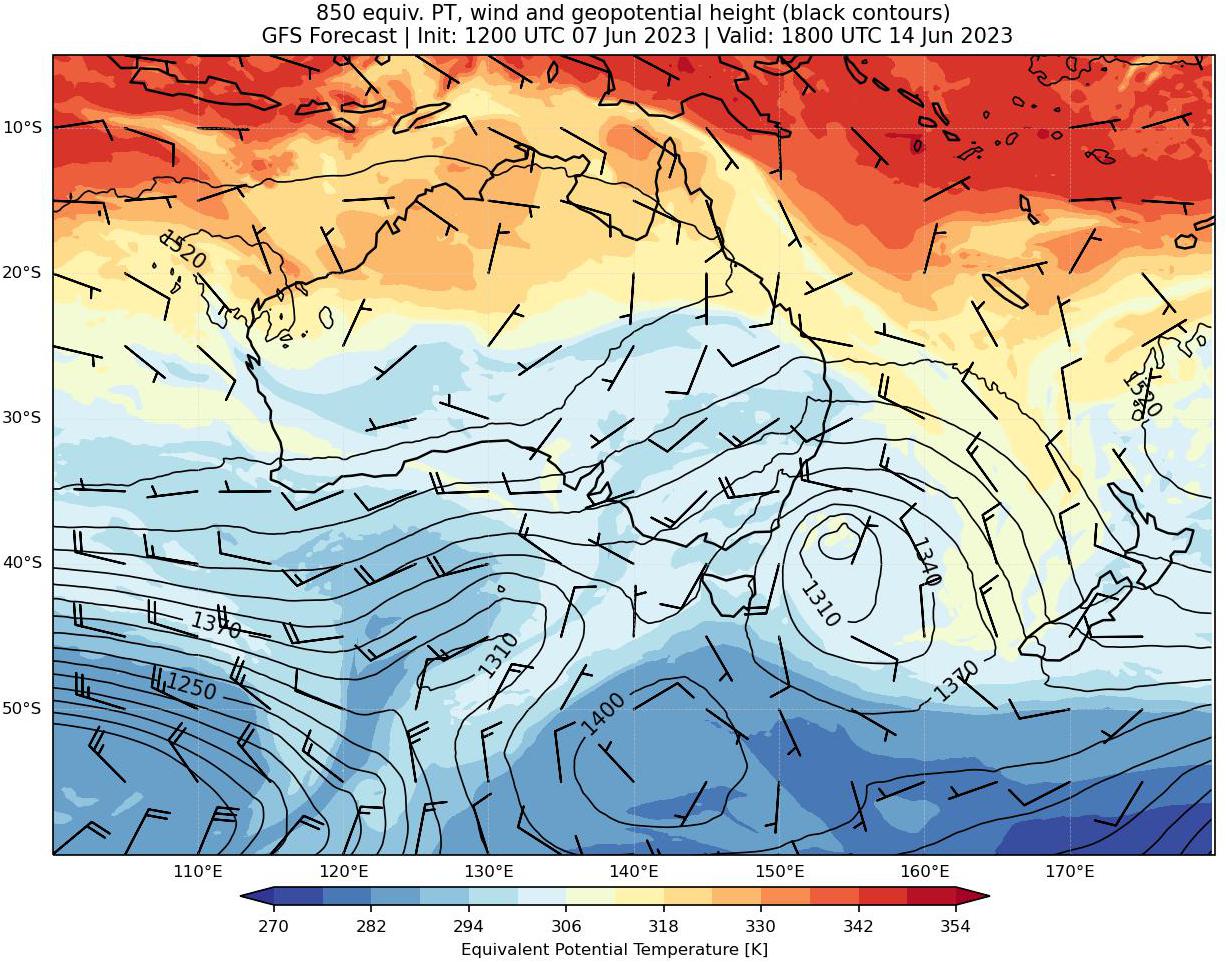 850 equiv. PT, wind and geopotential height (black contours)
GFS Forecast | Init: 1200 UTC 07 Jun 2023 | Valid: 1800 UTC 14 Jun 2023
10°S
1520
20°S
1520
30°S
1340
40°S
1310
1370
1310
1250
1370
1400
50°S
110°E 120°E 130°E 140°E 150°E 160°E 170°E
270 282 294 306 318 330 342 354
Equivalent Potential Temperature [K]